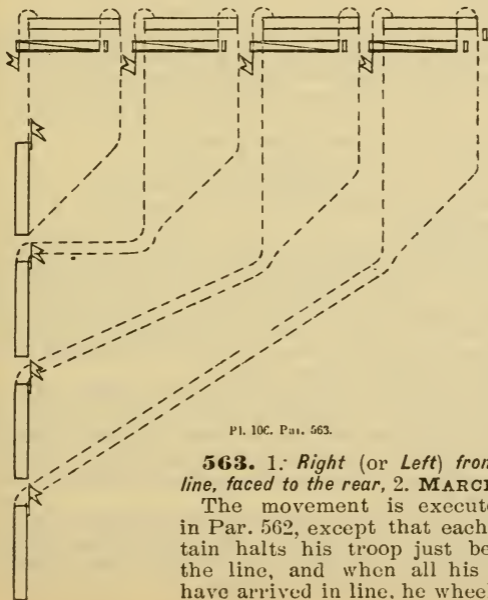 Pl. 106. Par. 563.
563. 1. Right (or Left) fron
line, faced to the rear, 2. MARCH
The movement is execute
in Par. 562, except that each
tain halts his troop just be
the line, and when all his
have arrived in line, he wheel